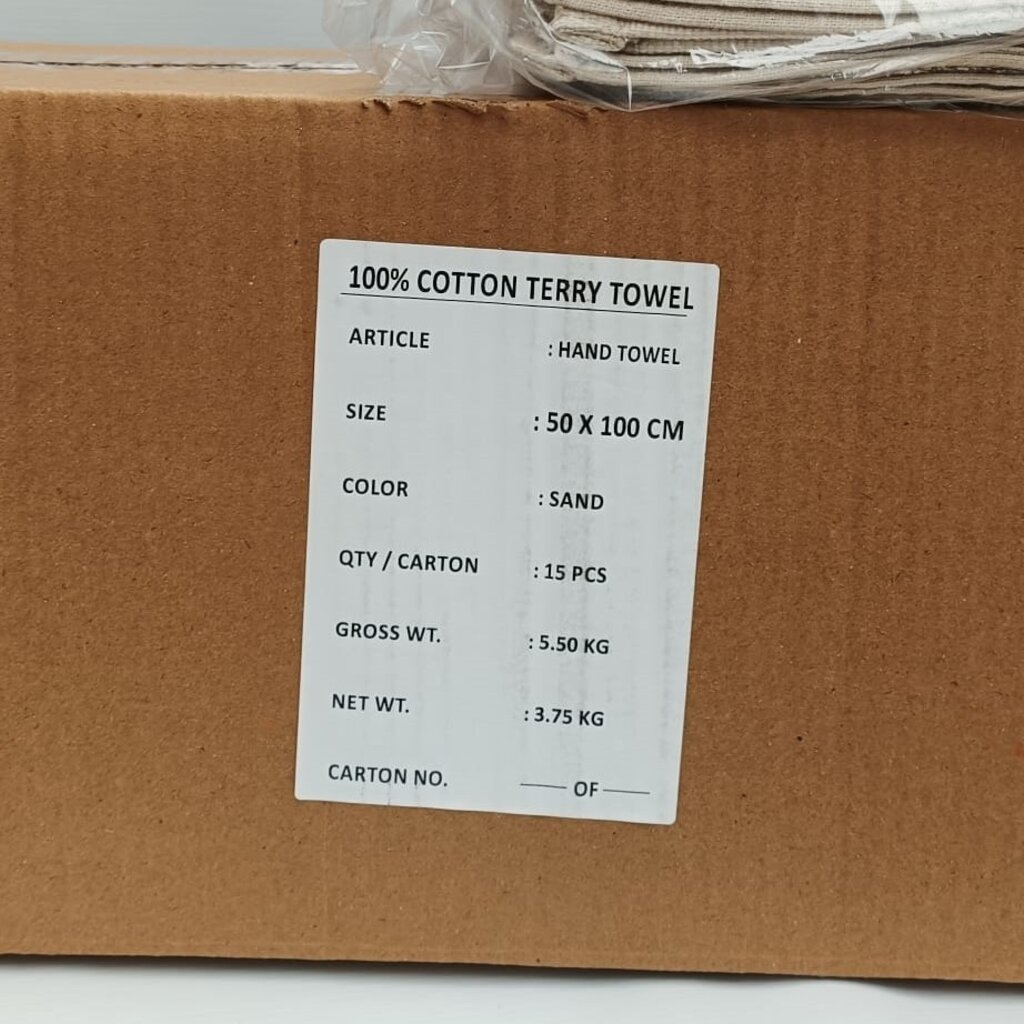 100% COTTON TERRY TOWEL
ARTICLE : HAND TOWEL
SIZE : 50 X 100 CM
COLOR : SAND
QTY / CARTON : 15 PCS
GROSS WT. : 5.50 KG
NET WT. : 3.75 KG
CARTON NO. —— OF ——